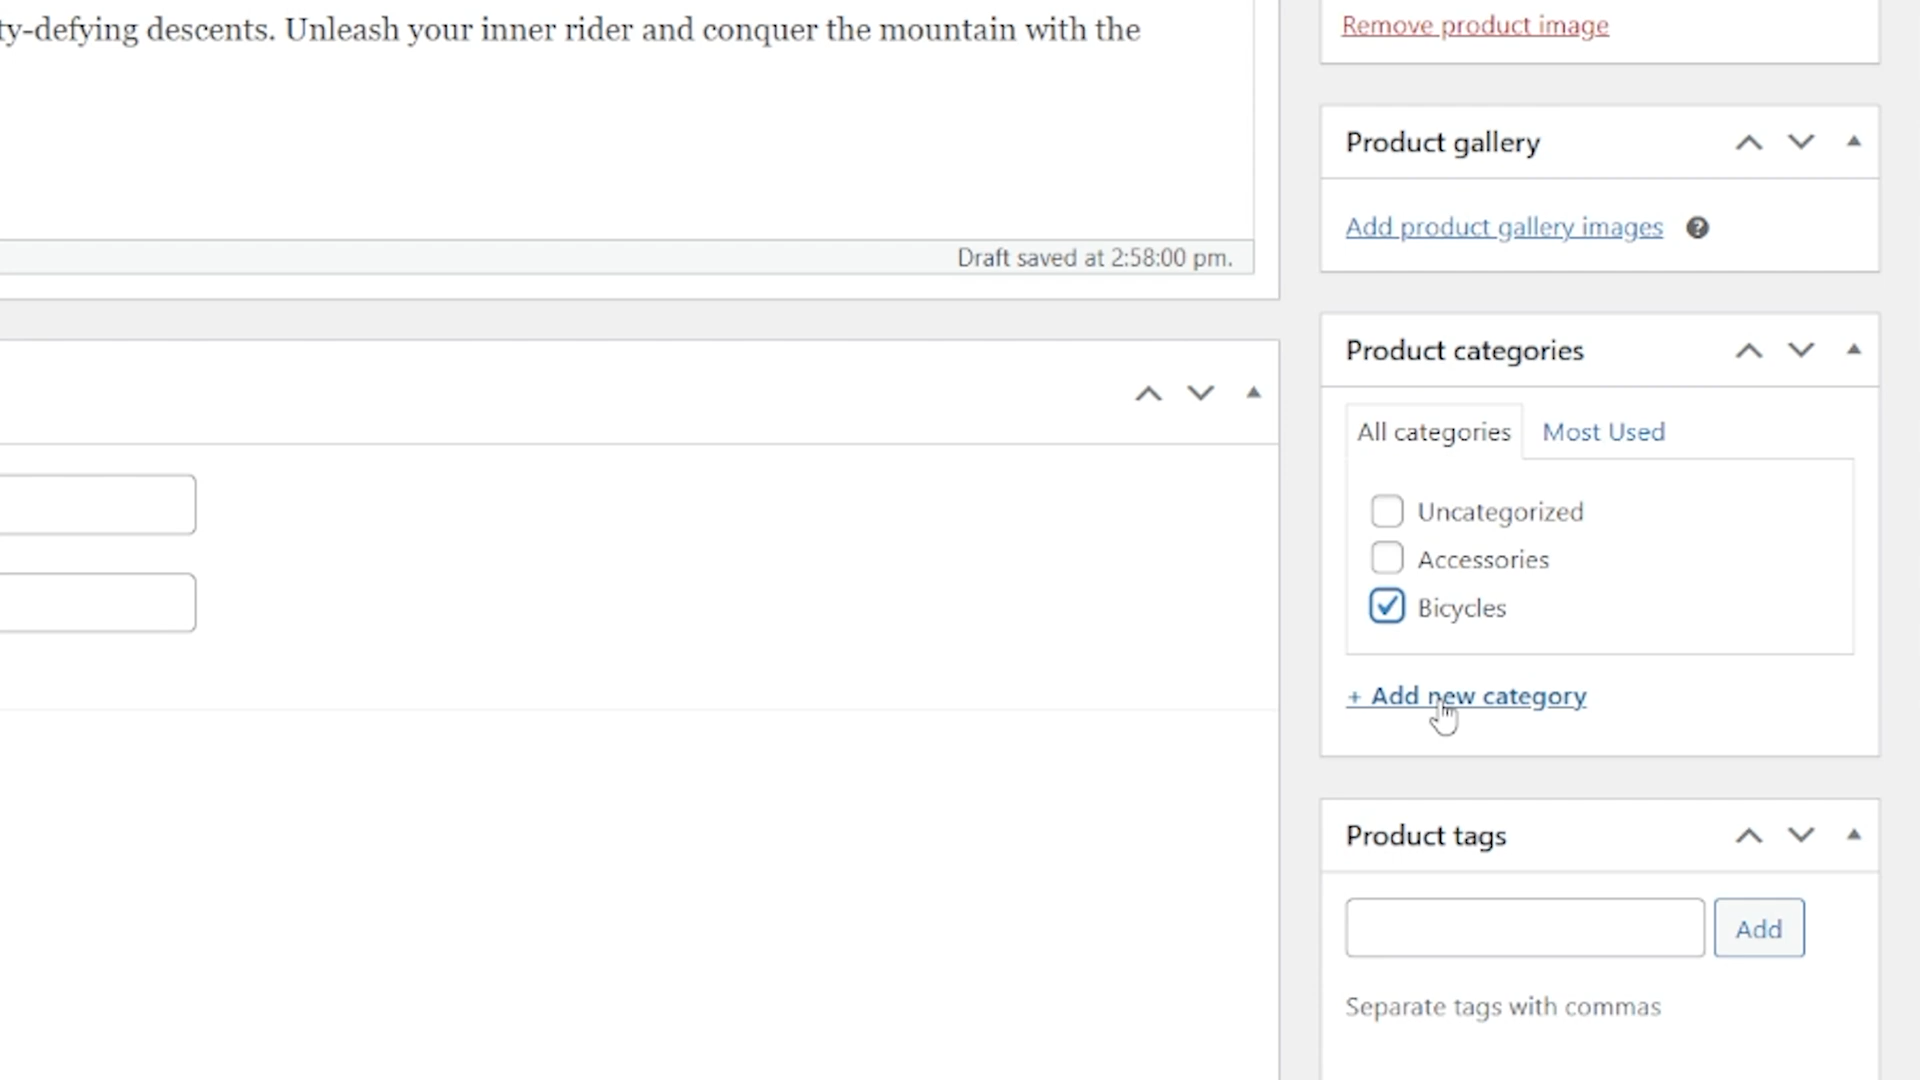 ty-defying descents. Unleash your inner rider and conquer the mountain with the
Draft saved at 2:58:00 pm.
Remove product image
Product gallery
Add product gallery images
Product categories
All categories Most Used
Uncategorized
Accessories
Bicycles
+ Add new category
Product tags
Add
Separate tags with commas